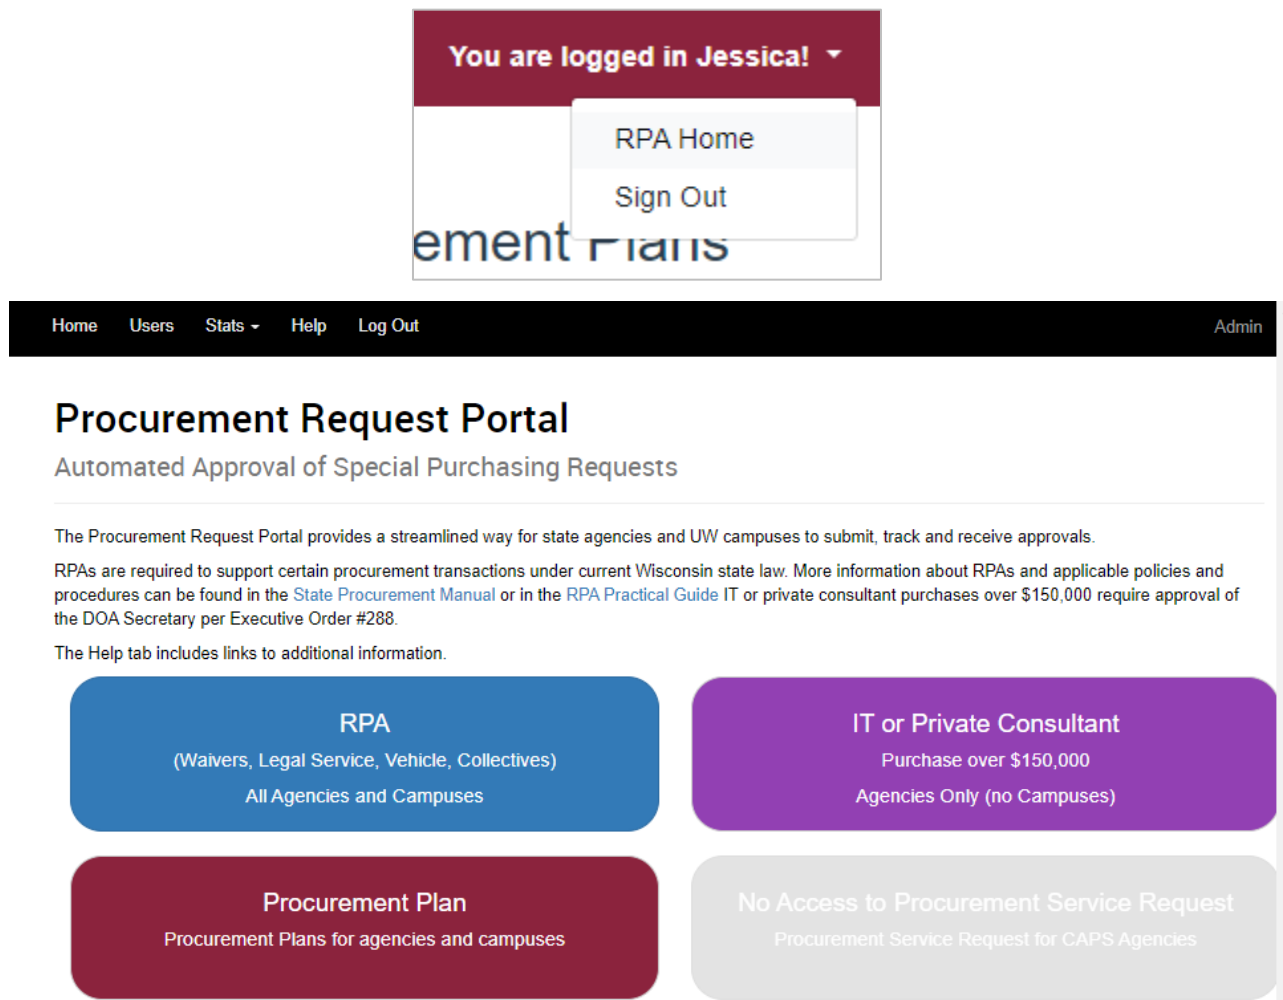 You are logged in Jessica!
RPA Home
Sign Out
ement Plans
Home Users Stats Help Log Out Admin
Procurement Request Portal
Automated Approval of Special Purchasing Requests
The Procurement Request Portal provides a streamlined way for state agencies and UW campuses to submit, track and receive approvals.
RPAs are required to support certain procurement transactions under current Wisconsin state law. More information about RPAs and applicable policies and
procedures can be found in the State Procurement Manual or in the RPA Practical Guide IT or private consultant purchases over $150,000 require approval of
the DOA Secretary per Executive Order #288.
The Help tab includes links to additional information.
RPA
(Waivers, Legal Service, Vehicle, Collectives)
All Agencies and Campuses
IT or Private Consultant
Purchase over $150,000
Agencies Only (no Campuses)
Procurement Plan
Procurement Plans for agencies and campuses
No Access to Procurement Service Request
Procurement Service Request for CAPS Agencies